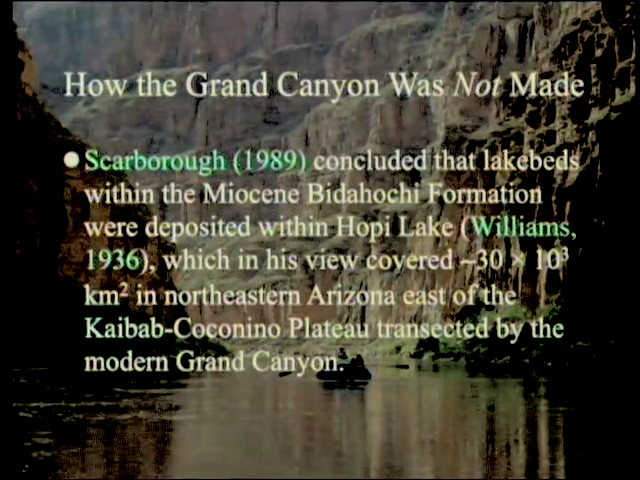 How the Grand Canyon Was Not Made
Scarborough (1989) concluded that lakebeds
within the Miocene Bidahochi Formation
were deposited within Hopi Lake (Williams,
1936), which in his view covered ~30 × 10³
km² in northeastern Arizona east of the
Kaibab-Coconino Plateau transected by the
modern Grand Canyon.